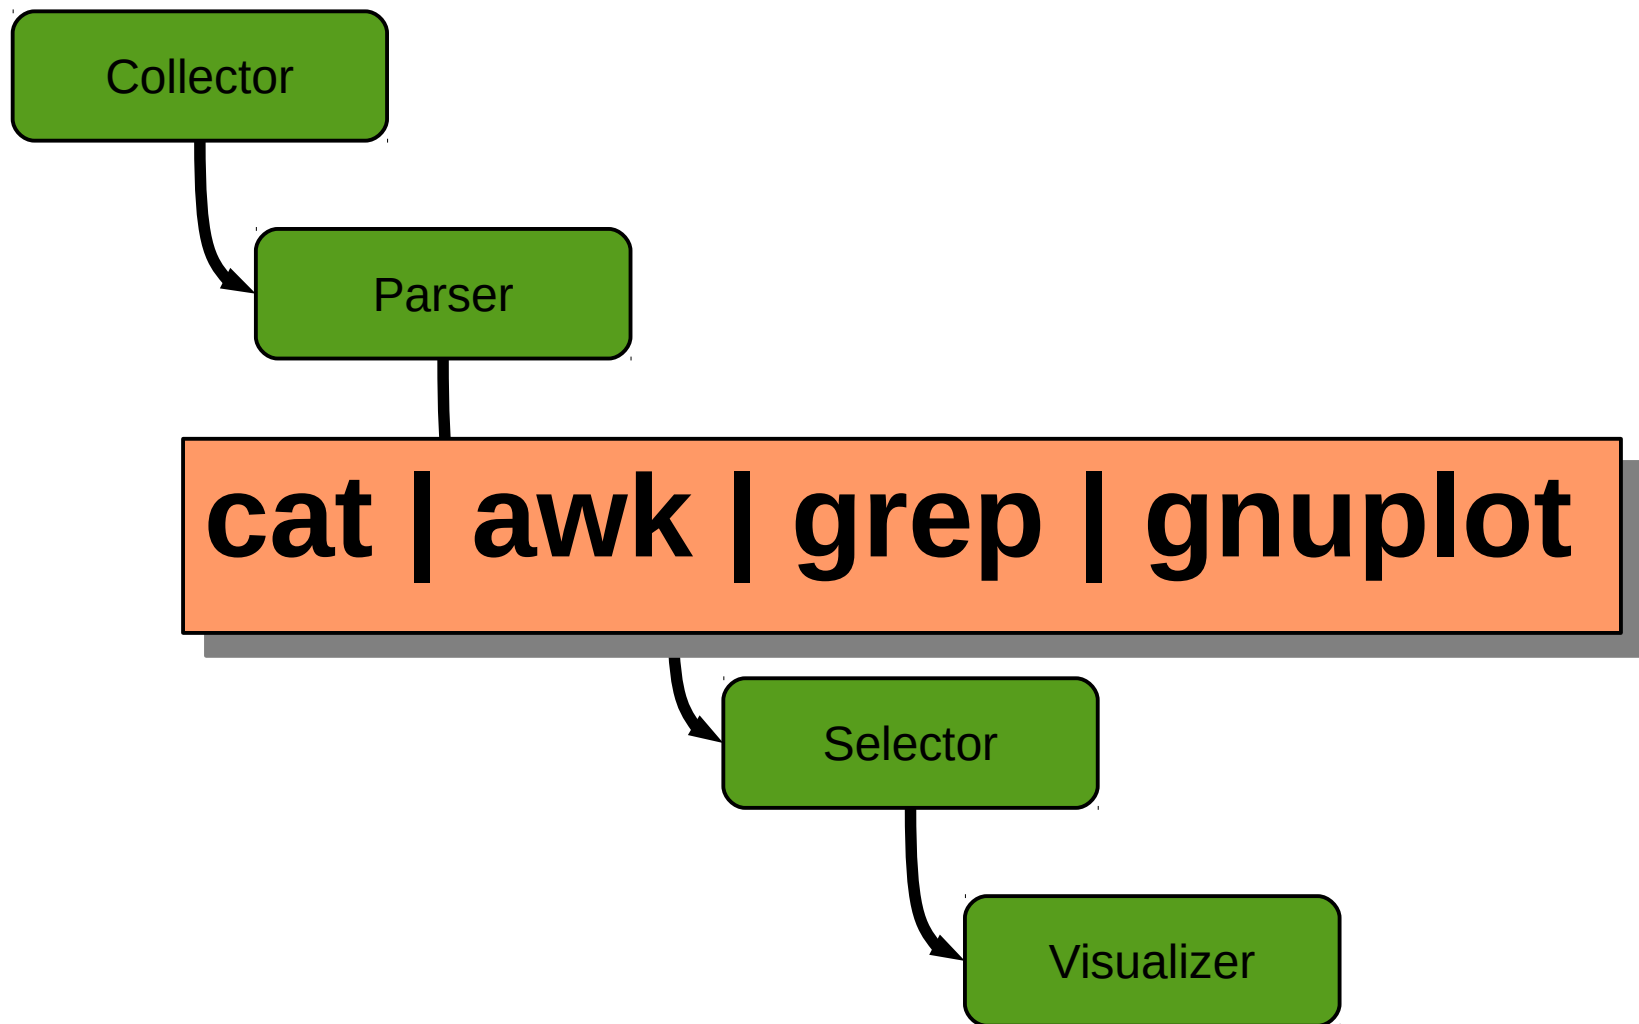 Collector
Parser
cat | awk | grep | gnuplot
Selector
Visualizer